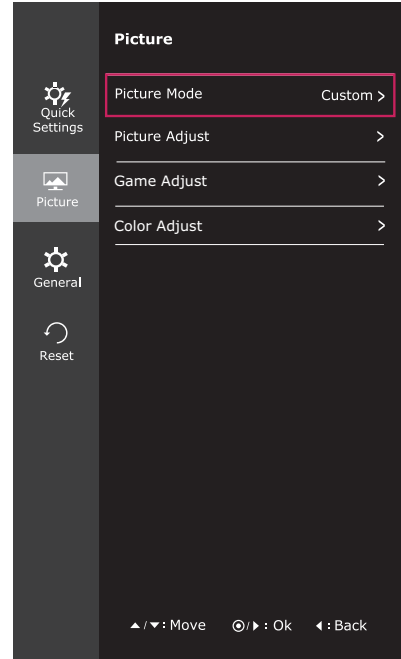 Picture
Quick
Settings
Picture
General
Reset
Picture Mode Custom >
Picture Adjust >
Game Adjust >
Color Adjust >
▲/▼: Move ⊙/▶: Ok ◀: Back